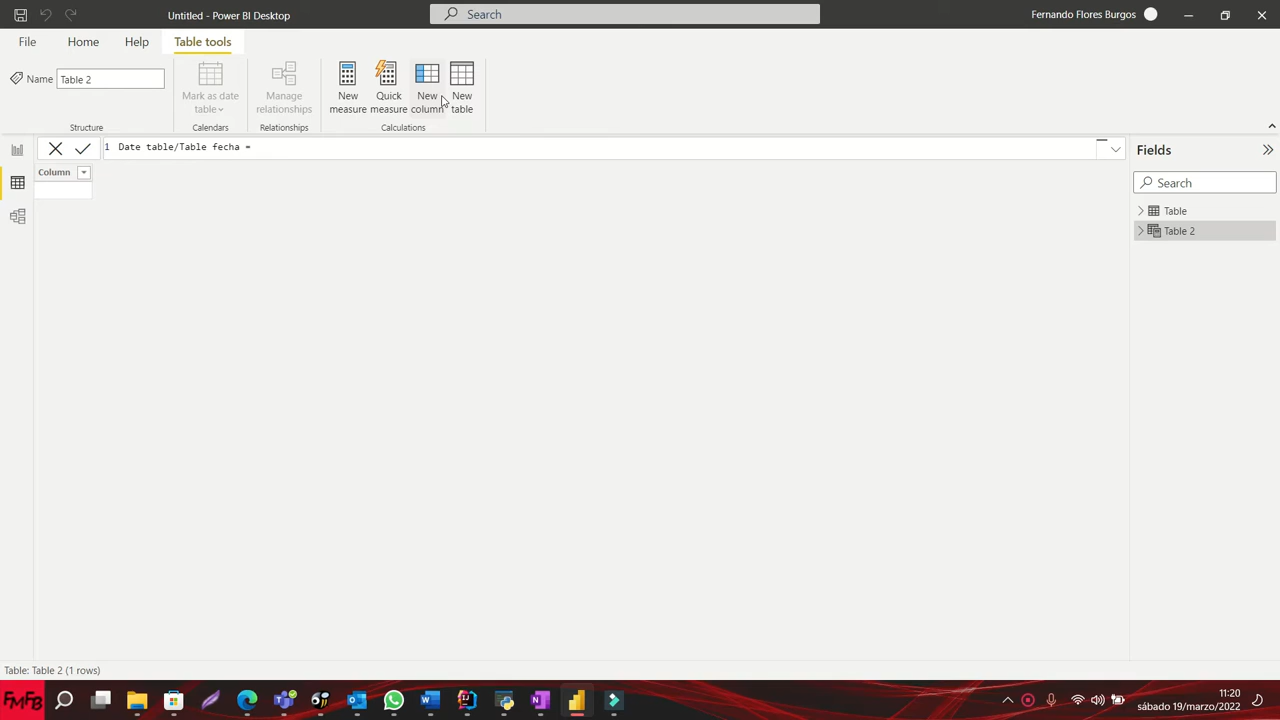 Untitled - Power BI Desktop
Search
Fernando Flores Burgos
File
Home
Help
Table tools
Name
Table 2
Mark as date
table
Manage
relationships
New
measure
Quick
measure
New
column
New
table
Structure
Calendars
Relationships
Calculations
1 Date table/Table fecha =
Column
Fields
Search
Table
Table 2
Table: Table 2 (1 rows)
FMFB
11:20
sábado 19/marzo/2022